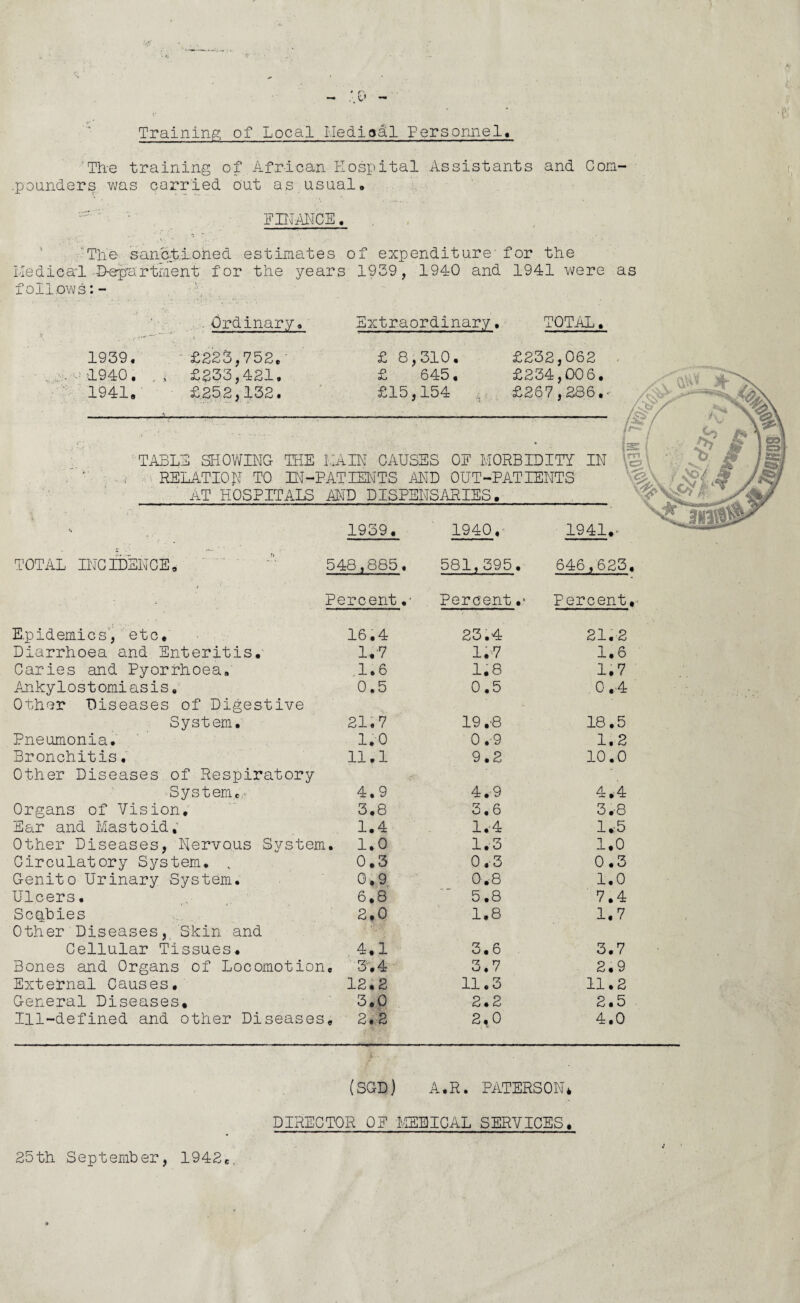 - 10 -
Training of Local Medioal Personnel.
The training of African Hospital Assistants and Com-
pounders was carried out as usual.
FINANCE.
The sanctioned estimates of expenditure for the
Medical Department for the years 1939, 1940 and 1941 were as
follows:-
Ordinary. Extraordinary. TOTAL.
1939. £223,752. £ 8,310. £232,062
1940. £233,421. £ 645. £234,006.
1941. £252,132. £15,154 £267,286.
TABLE SHOWING THE MAIN CAUSES OF MORBIDITY IN
RELATION TO IN-PATIENTS AND OUT-PATIENTS
AT HOSPITALS AND DISPENSARIES.
1939. 1940. 1941.
TOTAL INCIDENCE. 548,885. 581,395. 646,623.
Percent. Percent. Percent.
Epidemics, etc. 16.4 23.4 21.2
Diarrhoea and Enteritis. 1.7 1.7 1.6
Caries and Pyorrhoea. 1.6 1.8 1.7
Ankylostomiasis. 0.5 0.5 0.4
Other Diseases of Digestive
System. 21.7 19.8 18.5
Pneumonia. 1.0 0.9 1.2
Bronchitis. 11.1 9.2 10.0
Other Diseases of Respiratory
System. 4.9 4.9 4.4
Organs of Vision. 3.8 3.6 3.8
Ear and Mastoid. 1.4 1.4 1.5
Other Diseases, Nervous System. 1.0 1.3 1.0
Circulatory System. 0.3 0.3 0.3
Genito Urinary System. 0.9 0.8 1.0
Ulcers. 6.8 5.8 7.4
Scabies 2.0 1.8 1.7
Other Diseases, Skin and
Cellular Tissues. 4.1 3.6 3.7
Bones and Organs of Locomotion. 3.4 3.7 2.9
External Causes. 12.2 11.3 11.2
General Diseases. 3.0 2.2 2.5
Ill-defined and other Diseases. 2.2 2.0 4.0
(SGD) A.R. PATERSON.
DIRECTOR OF MEDICAL SERVICES.
25th September, 1942.